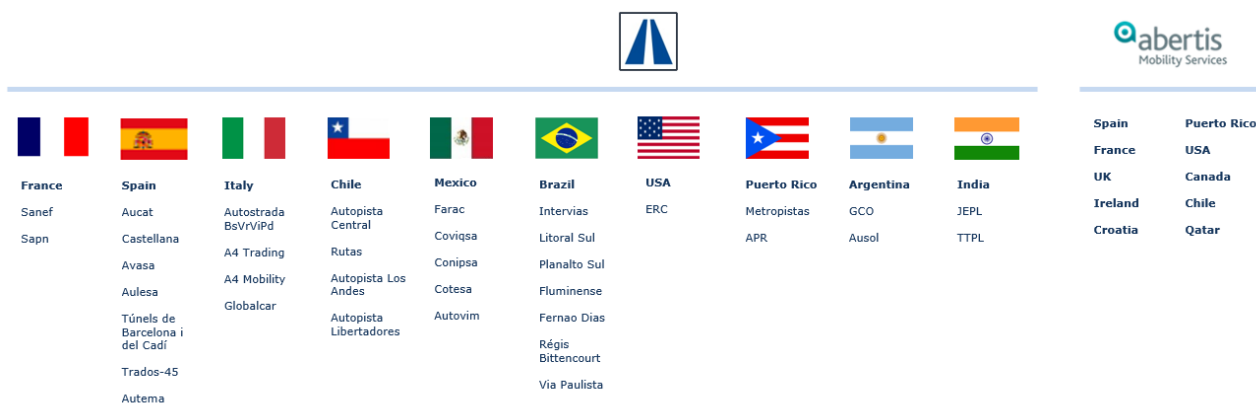 abertis
Mobility Services
France
Sanef
Sapn
Spain
Aucat
Castellana
Avasa
Aulesa
Túnels de
Barcelona i
del Cadí
Trados-45
Autema
Italy
Autostrada
BsVrViPd
A4 Trading
A4 Mobility
Globalcar
Chile
Autopista
Central
Rutas
Autopista Los
Andes
Autopista
Libertadores
Mexico
Farac
Coviqsa
Conipsa
Cotesa
Autovim
Brazil
Intervias
Litoral Sul
Planalto Sul
Fluminense
Fernao Dias
Régis
Bittencourt
Via Paulista
USA
ERC
Puerto Rico
Metropistas
APR
Argentina
GCO
Ausol
India
JEPL
TTPL
Spain
France
UK
Ireland
Croatia
Puerto Rico
USA
Canada
Chile
Qatar